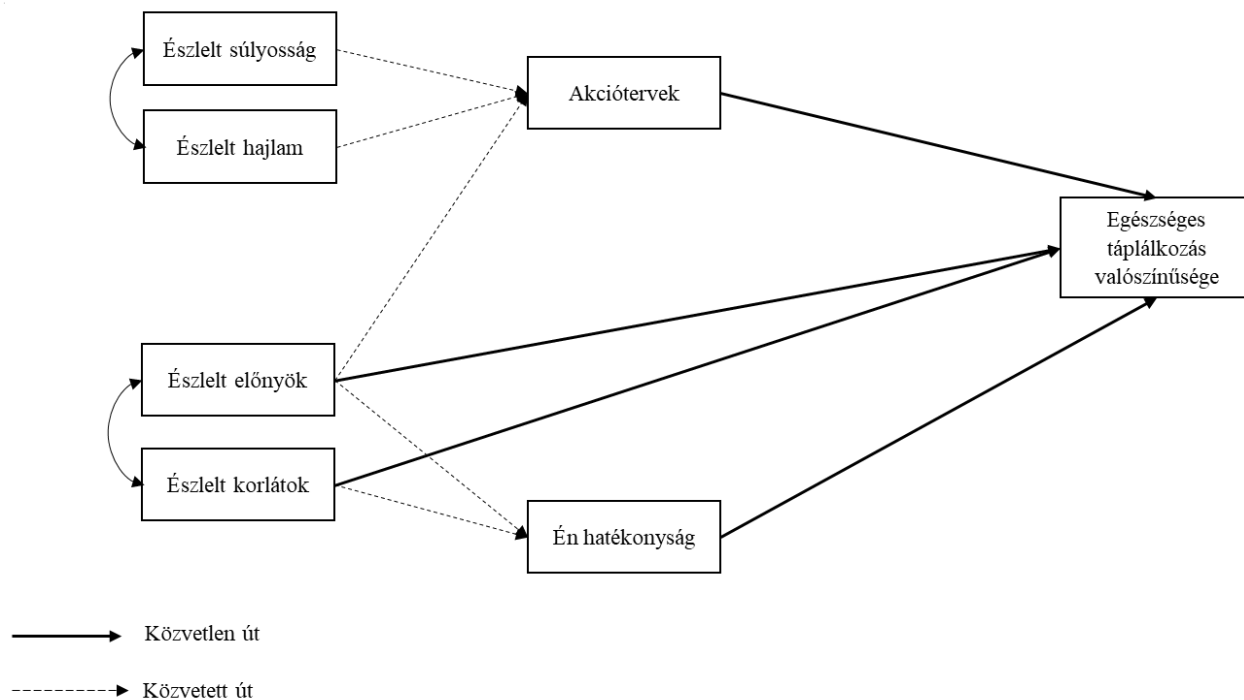 Észlelt súlyosság
Akciótervek
Észlelt hajlam
Egészséges
táplálkozás
valószínűsége
Észlelt előnyök
Észlelt korlátok
Én hatékonyság
Közvetlen út
Közvetett út